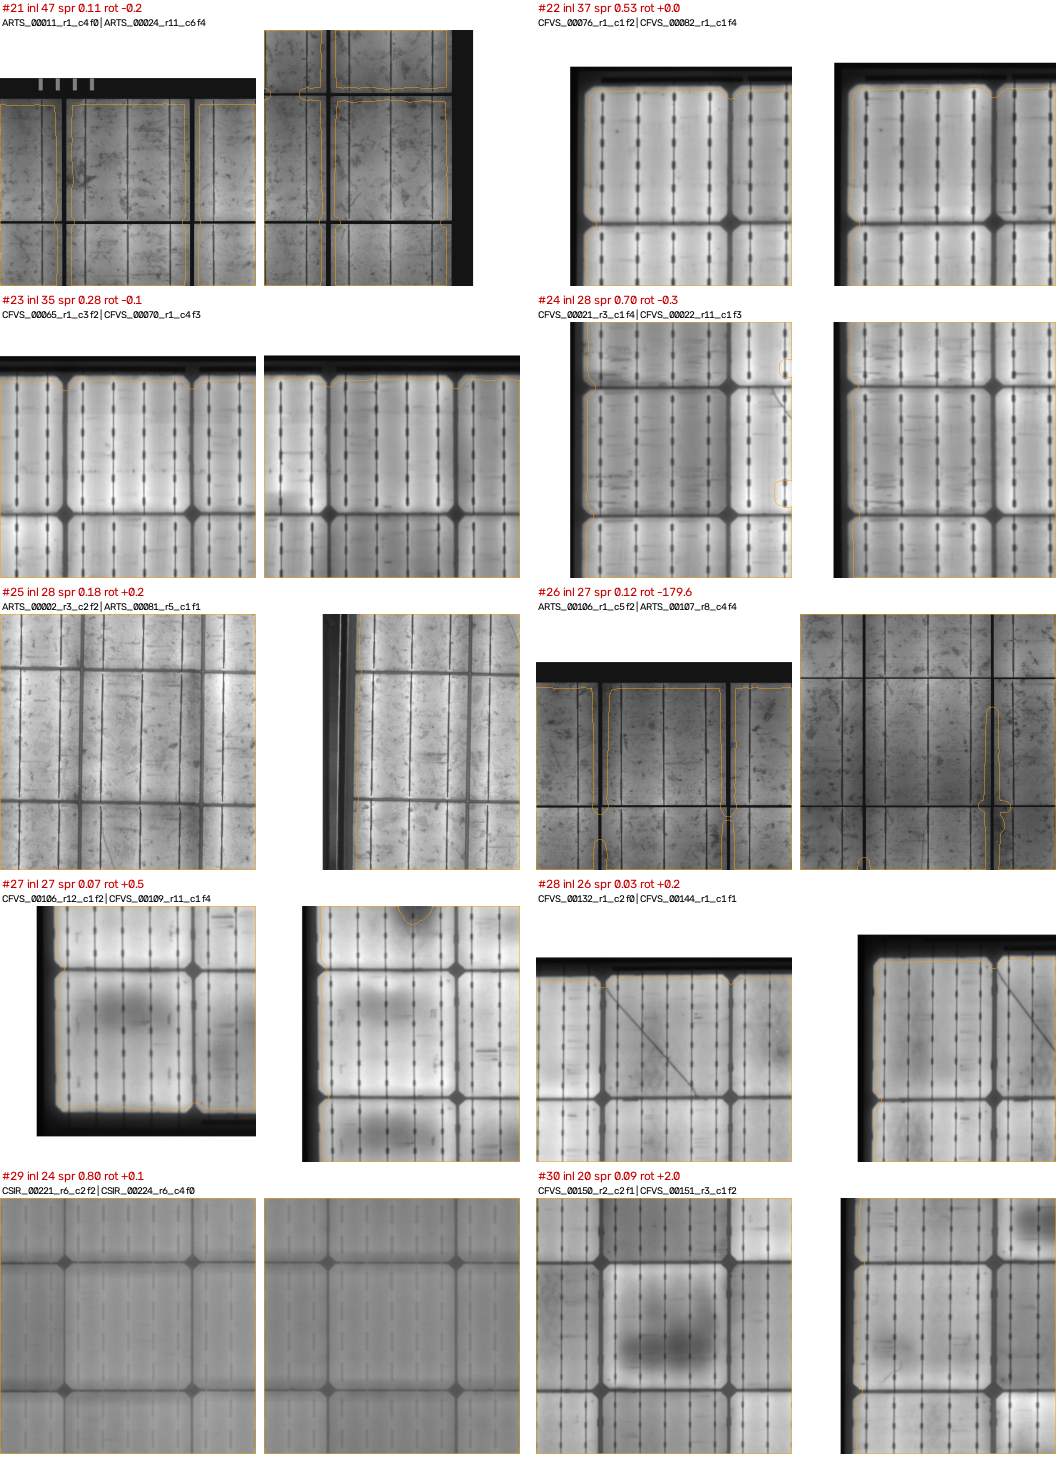 #21 inl 47 spr 0.11 rot -0.2
ARTS_00011_r1_c4 f0 | ARTS_00024_r11_c6 f4
#22 inl 37 spr 0.53 rot +0.0
CFVS_00076_r1_c1 f2 | CFVS_00082_r1_c1 f4
#23 inl 35 spr 0.28 rot -0.1
CFVS_00065_r1_c3 f2 | CFVS_00070_r1_c4 f3
#24 inl 28 spr 0.70 rot -0.3
CFVS_00021_r3_c1 f4 | CFVS_00022_r11_c1 f3
#25 inl 28 spr 0.18 rot +0.2
ARTS_00002_r3_c2 f2 | ARTS_00081_r5_c1 f1
#26 inl 27 spr 0.12 rot -179.6
ARTS_00106_r1_c5 f2 | ARTS_00107_r8_c4 f4
#27 inl 27 spr 0.07 rot +0.5
CFVS_00106_r12_c1 f2 | CFVS_00109_r11_c1 f4
#28 inl 26 spr 0.03 rot +0.2
CFVS_00132_r1_c2 f0 | CFVS_00144_r1_c1 f1
#29 inl 24 spr 0.80 rot +0.1
CSIR_00221_r6_c2 f2 | CSIR_00224_r6_c4 f0
#30 inl 20 spr 0.09 rot +2.0
CFVS_00150_r2_c2 f1 | CFVS_00151_r3_c1 f2